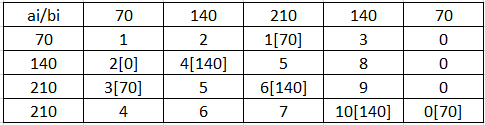 ai/bi 70 140 210 140 70
70 1 2 1[70] 3 0
140 2[0] 4[140] 5 8 0
210 3[70] 5 6[140] 9 0
210 4 6 7 10[140] 0[70]